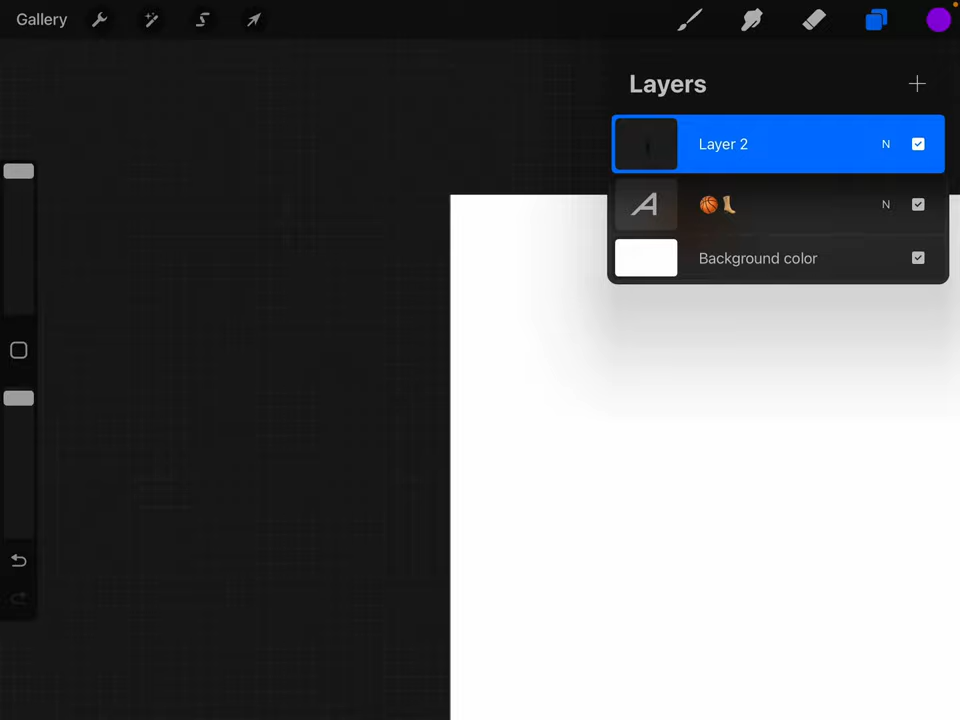 Gallery
Layers
Layer 2 N
A 🏀👢 N
Background color